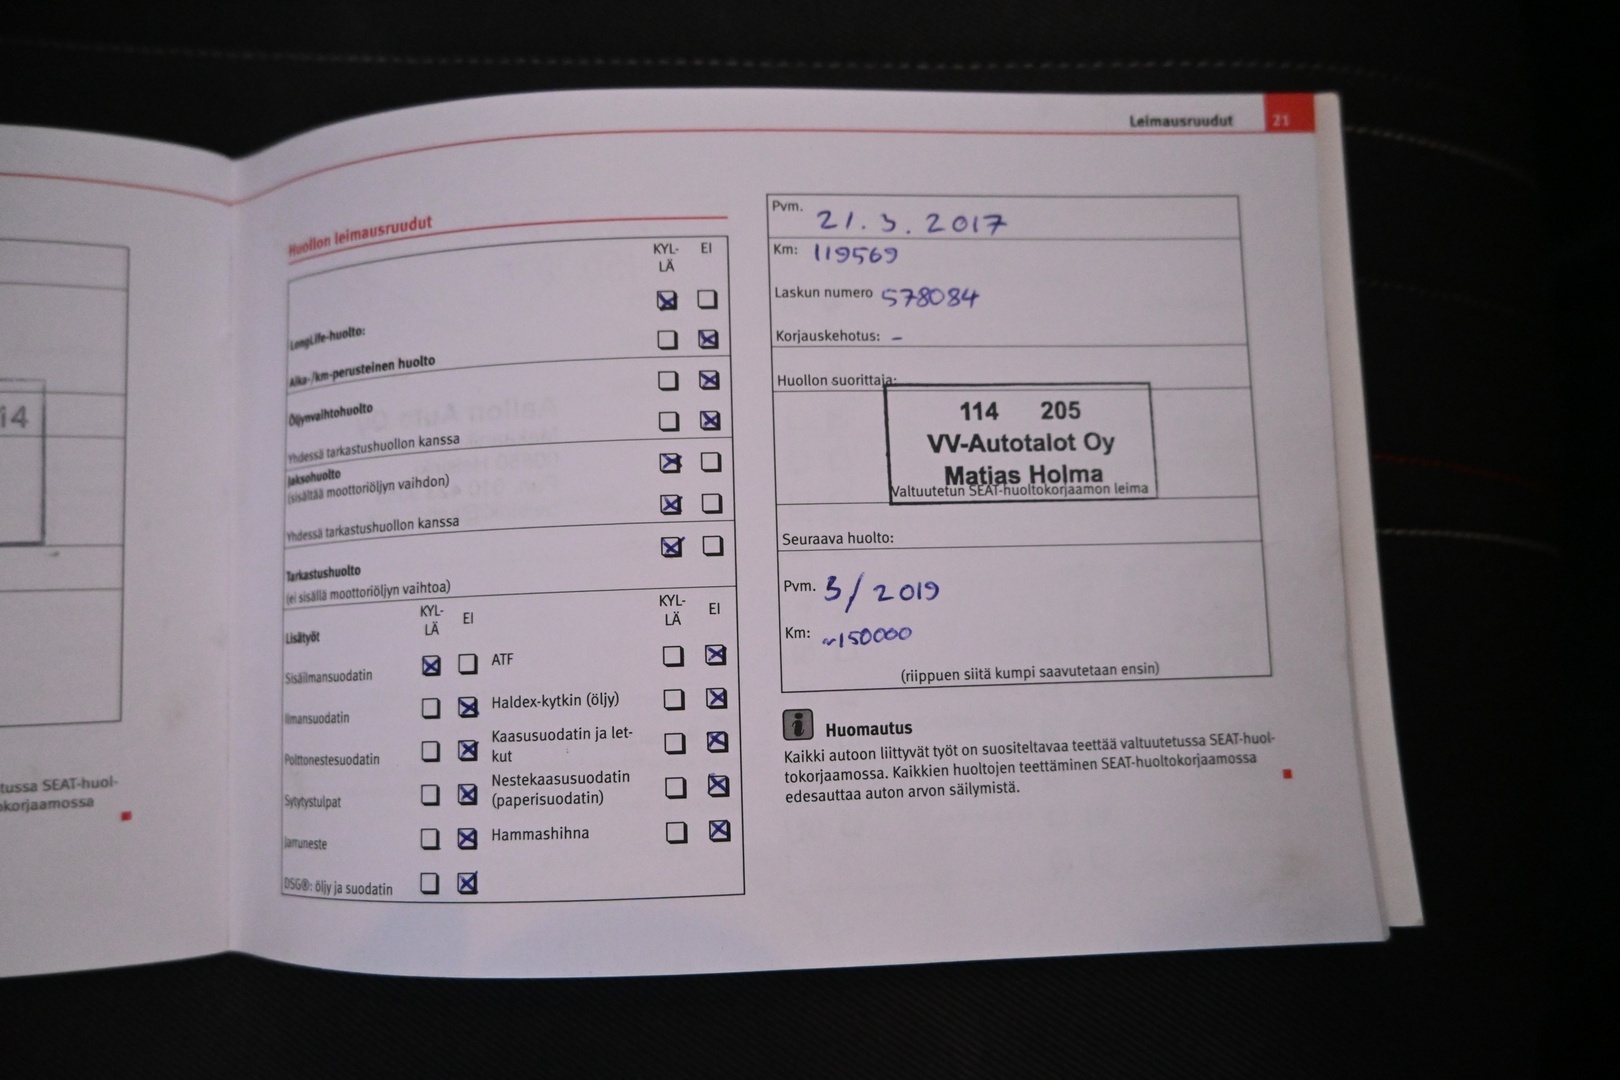 14
tussa SEAT-huol-
okorjaamossa
Leimausruudut 21
Huollon leimausruudut
KYL- EI
LÄ
LongLife-huolto:
Aika-/km-perusteinen huolto
Öljynvaihtohuolto
Yhdessä tarkastushuollon kanssa
Jaksohuolto
(sisältää moottoriöljyn vaihdon)
Yhdessä tarkastushuollon kanssa
Tarkastushuolto
(ei sisällä moottoriöljyn vaihtoa)
Lisätyöt KYL- EI KYL- EI
LÄ LÄ
Sisäilmansuodatin ATF
Ilmansuodatin Haldex-kytkin (öljy)
Polttonestesuodatin Kaasusuodatin ja let-
kut
Sytytystulpat Nestekaasusuodatin
(paperisuodatin)
Jarruneste Hammashihna
DSG®: öljy ja suodatin
Pvm. 21.3.2017
Km: 119569
Laskun numero 578084
Korjauskehotus: -
Huollon suorittaja:
114 205
VV-Autotalot Oy
Matias Holma
Valtuutetun SEAT-huoltokorjaamon leima
Seuraava huolto:
Pvm. 3/2019
Km: ~150000
(riippuen siitä kumpi saavutetaan ensin)
i Huomautus
Kaikki autoon liittyvät työt on suositeltavaa teettää valtuutetussa SEAT-huol-
tokorjaamossa. Kaikkien huoltojen teettäminen SEAT-huoltokorjaamossa
edesauttaa auton arvon säilymistä.